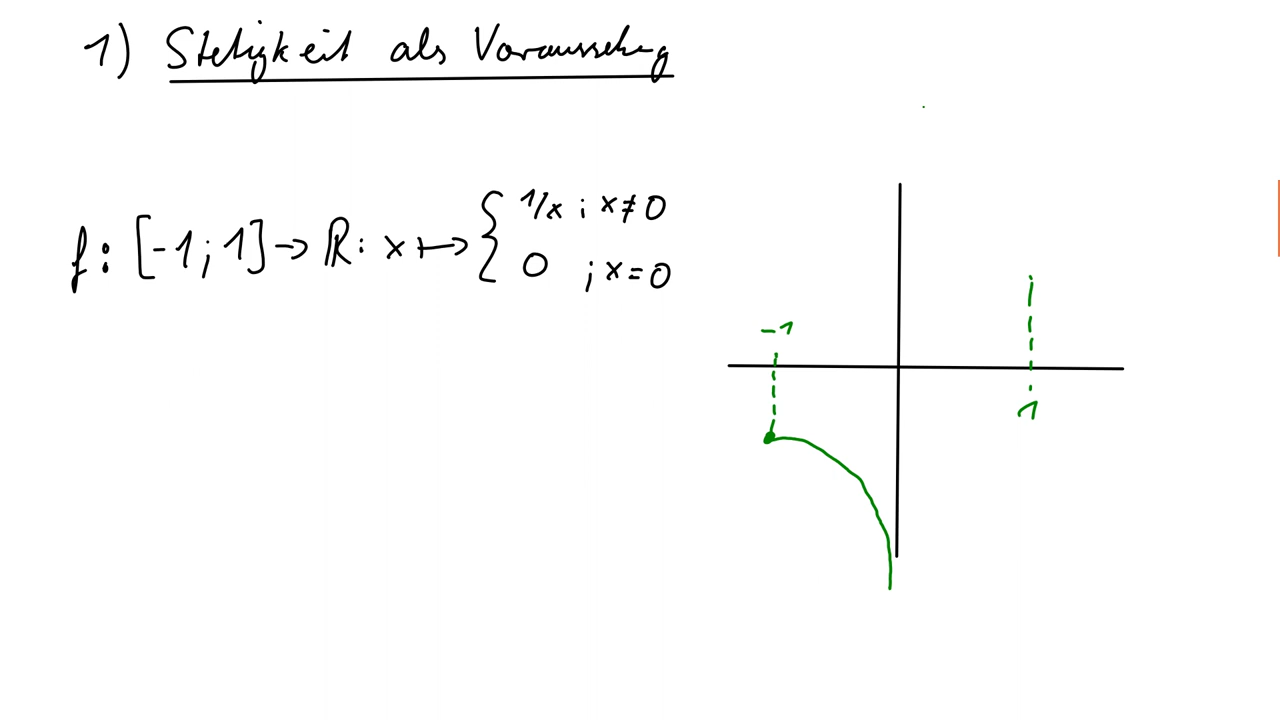 1) Stetigkeit als Voraussetzung
f: [-1; 1] → ℝ: x ↦ { 1/x ; x ≠ 0
0 ; x = 0
-1
1